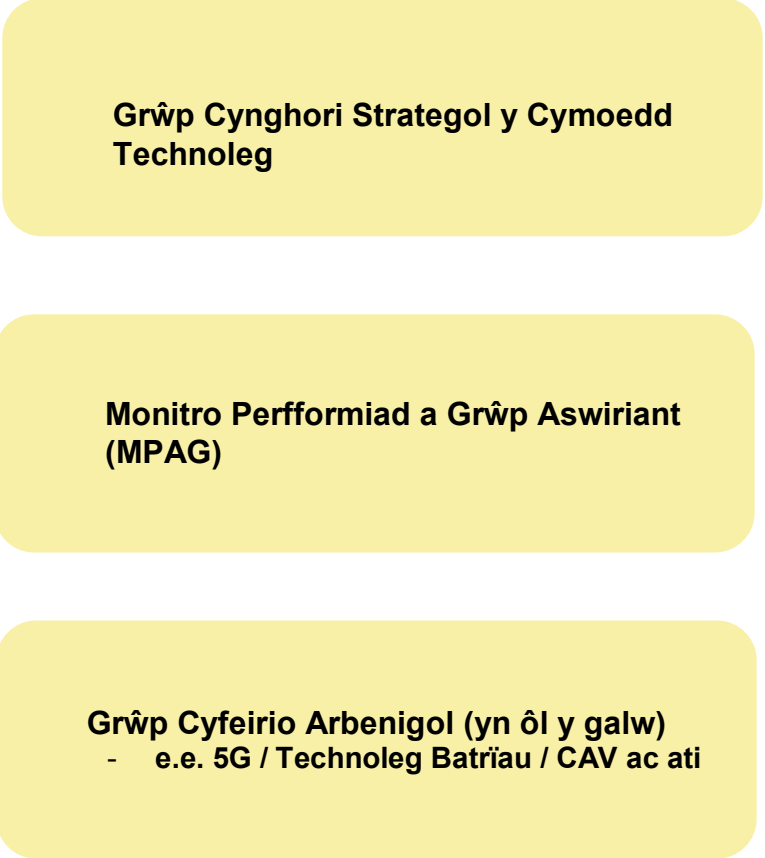 Grŵp Cynghori Strategol y Cymoedd
Technoleg
Monitro Perfformiad a Grŵp Aswiriant
(MPAG)
Grŵp Cyfeirio Arbenigol (yn ôl y galw)
- e.e. 5G / Technoleg Batrïau / CAV ac ati